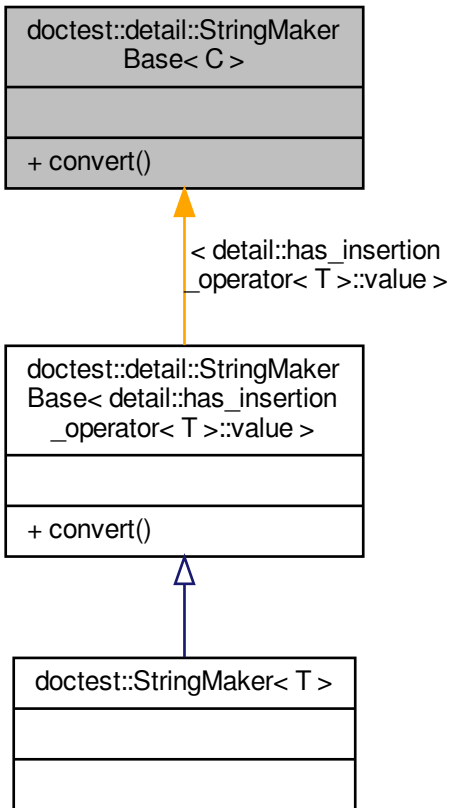 doctest::detail::StringMaker
Base< C >
+ convert()
< detail::has_insertion
_operator< T >::value >
doctest::detail::StringMaker
Base< detail::has_insertion
_operator< T >::value >
+ convert()
doctest::StringMaker< T >